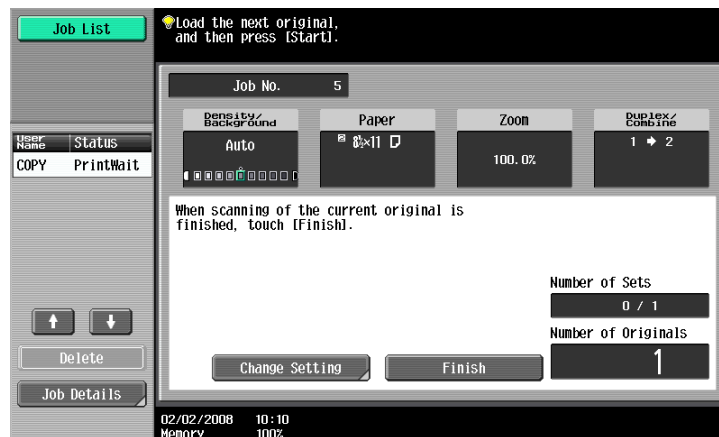 Job List
Load the next original,
and then press [Start].
Job No. 5
Density/
Background
Paper
Zoom
Duplex/
Combine
Auto
8½×11
100.0%
1 → 2
User
Name
Status
COPY PrintWait
When scanning of the current original is
finished, touch [Finish].
Number of Sets
0 / 1
Number of Originals
1
Delete
Change Setting
Finish
Job Details
02/02/2008 10:10
Memory 100%